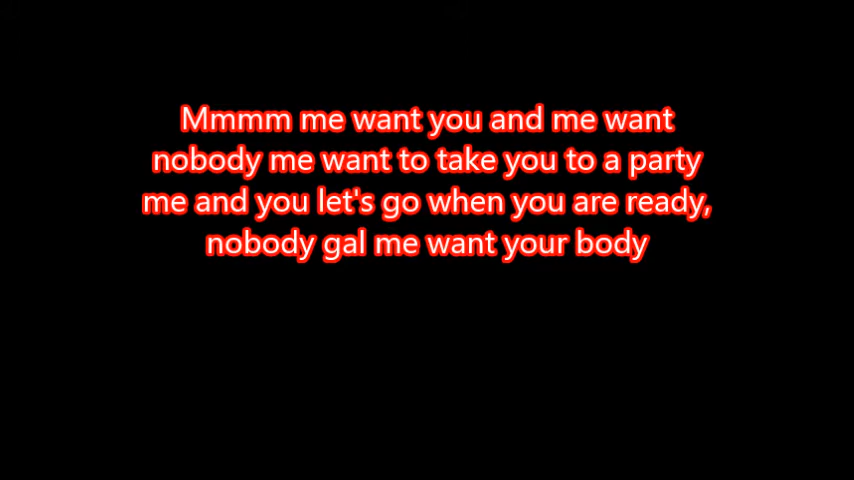 Mmmm me want you and me want
nobody me want to take you to a party
me and you let's go when you are ready,
nobody gal me want your body